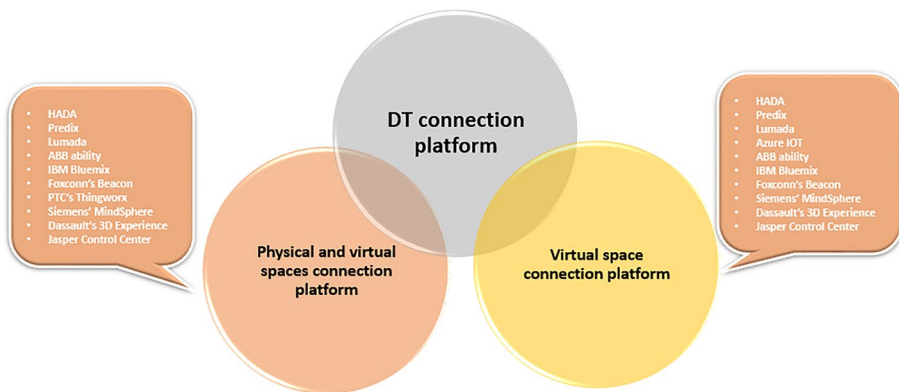 DT connection
platform
• HADA
• Predix
• Lumada
• ABB ability
• IBM Bluemix
• Foxconn's Beacon
• PTC's Thingworx
• Siemens' MindSphere
• Dassault's 3D Experience
• Jasper Control Center
Physical and virtual
spaces connection
platform
Virtual space
connection platform
• HADA
• Predix
• Lumada
• Azure IOT
• ABB ability
• IBM Bluemix
• Foxconn's Beacon
• Siemens' MindSphere
• Dassault's 3D Experience
• Jasper Control Center